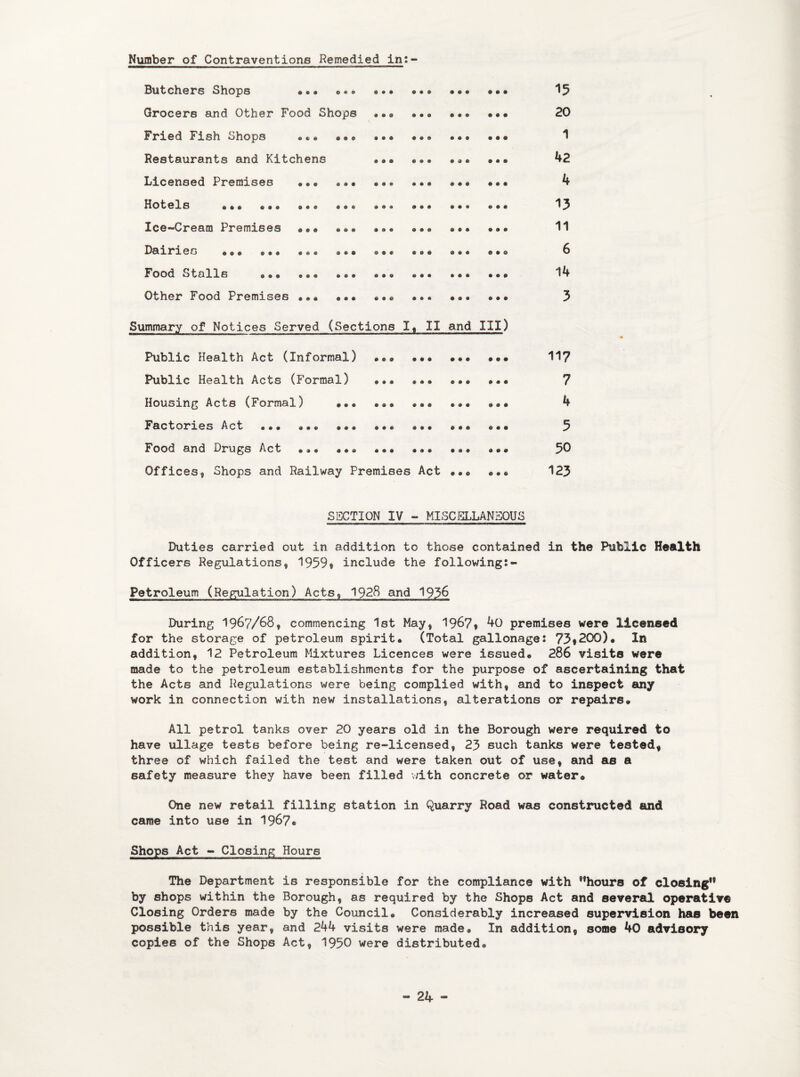 Number of Contraventions Remedied in:-
Butchers Shops ... ... ... ... ... ... 15
Grocers and Other Food Shops ... ... ... ... 20
Fried Fish Shops ... ... ... ... ... ... 1
Restaurants and Kitchens ... ... ... ... 42
Licensed Premises ... ... ... ... ... ... 4
Hotels ... ... ... ... ... ... ... ... 13
Ice-Cream Premises ... ... ... ... ... ... 11
Dairies ... ... ... ... ... ... ... ... 6
Food Stalls ... ... ... ... ... ... ... 14
Other Food Premises ... ... ... ... ... ... 3
Summary of Notices Served (Sections I, II and III)
Public Health Act (Informal) ... ... ... ... 117
Public Health Acts (Formal) ... ... ... ... 7
Housing Acts (Formal) ... ... ... ... ... 4
Factories Act ... ... ... ... ... ... ... 5
Food and Drugs Act ... ... ... ... ... ... 50
Offices, Shops and Railway Premises Act ... ... 123
SECTION IV - MISCELLANEOUS
Duties carried out in addition to those contained in the Public Health
Officers Regulations, 1959, include the following:-
Petroleum (Regulation) Acts, 1928 and 1936
During 1967/68, commencing 1st May, 1967, 40 premises were licensed
for the storage of petroleum spirit. (Total gallonage: 73,200). In
addition, 12 Petroleum Mixtures Licences were issued. 286 visits were
made to the petroleum establishments for the purpose of ascertaining that
the Acts and Regulations were being complied with, and to inspect any
work in connection with new installations, alterations or repairs.
All petrol tanks over 20 years old in the Borough were required to
have ullage tests before being re-licensed, 23 such tanks were tested,
three of which failed the test and were taken out of use, and as a
safety measure they have been filled with concrete or water.
One new retail filling station in Quarry Road was constructed and
came into use in 1967.
Shops Act - Closing Hours
The Department is responsible for the compliance with "hours of closing"
by shops within the Borough, as required by the Shops Act and several operative
Closing Orders made by the Council. Considerably increased supervision has been
possible this year, and 244 visits were made. In addition, some 40 advisory
copies of the Shops Act, 1950 were distributed.
- 24 -